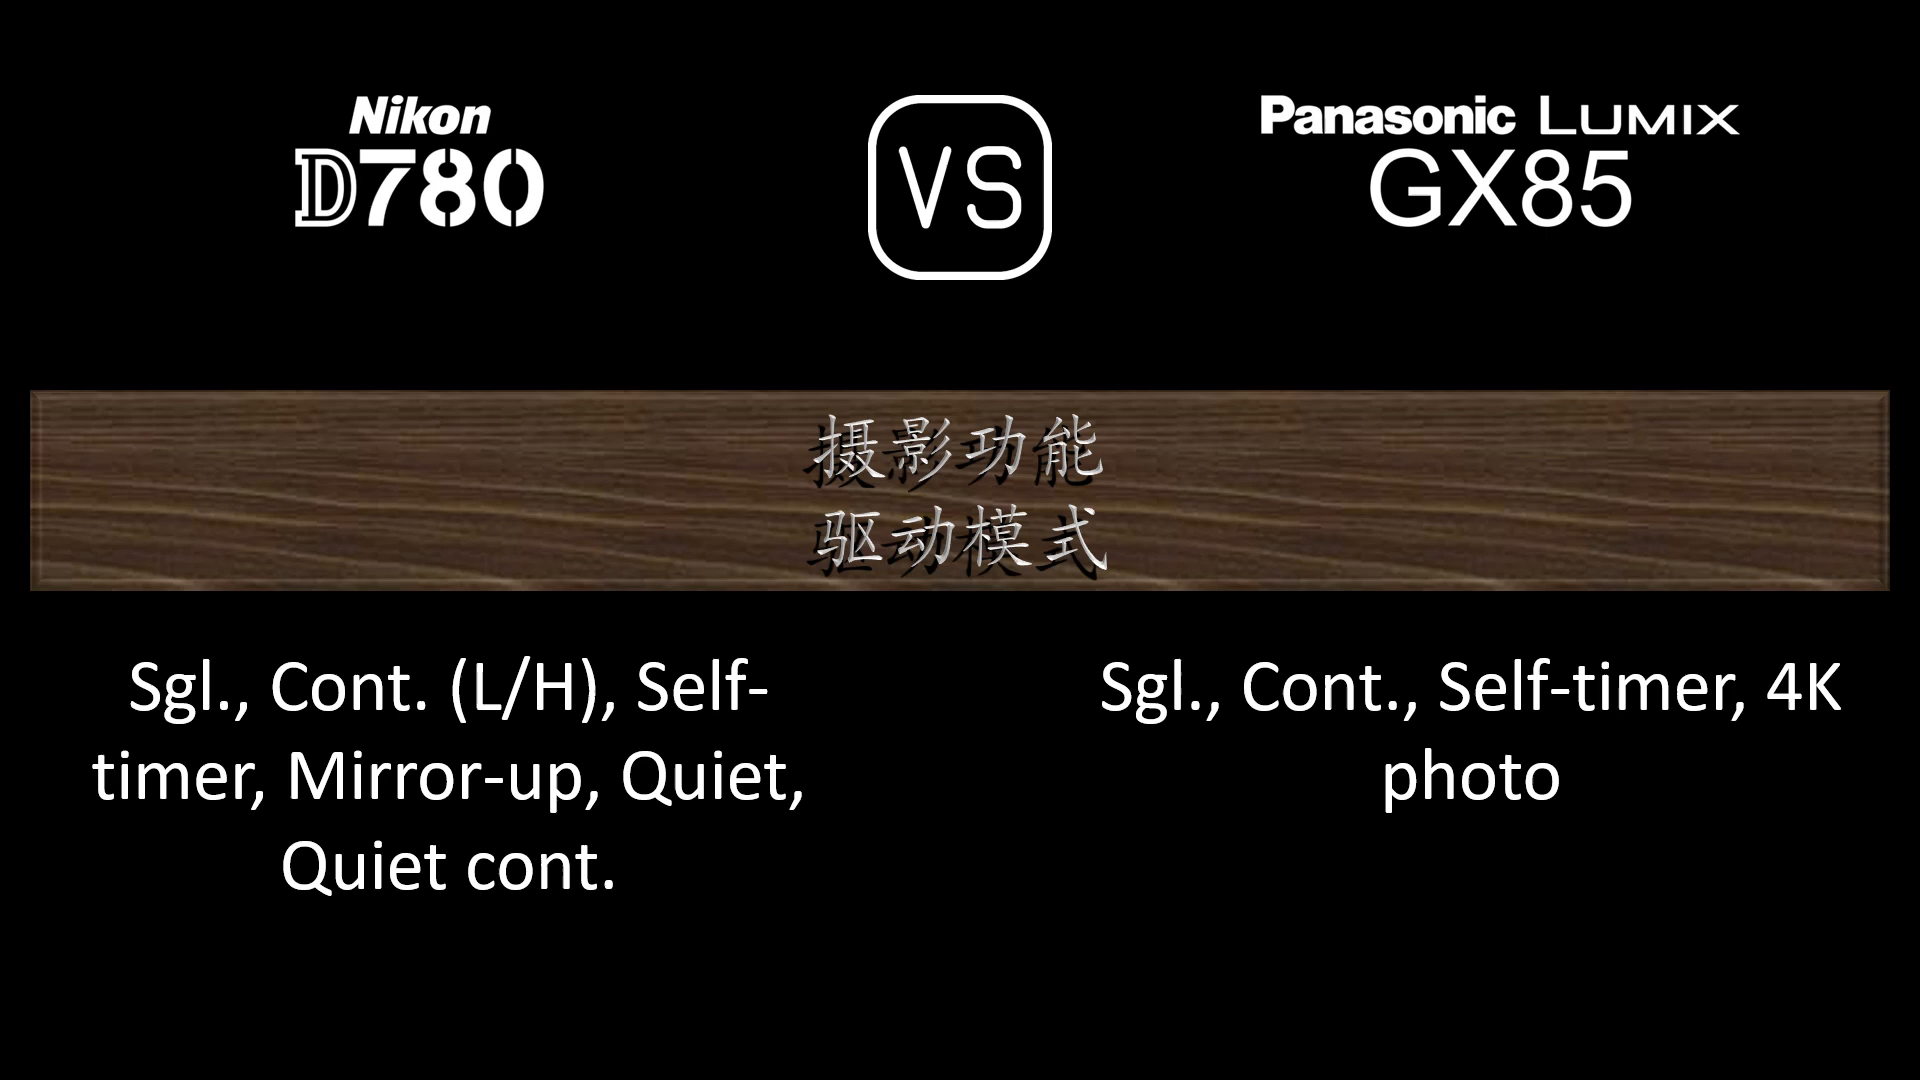 Nikon
D780
VS
Panasonic LUMIX
GX85
摄影功能
驱动模式
Sgl., Cont. (L/H), Self-
timer, Mirror-up, Quiet,
Quiet cont.
Sgl., Cont., Self-timer, 4K
photo